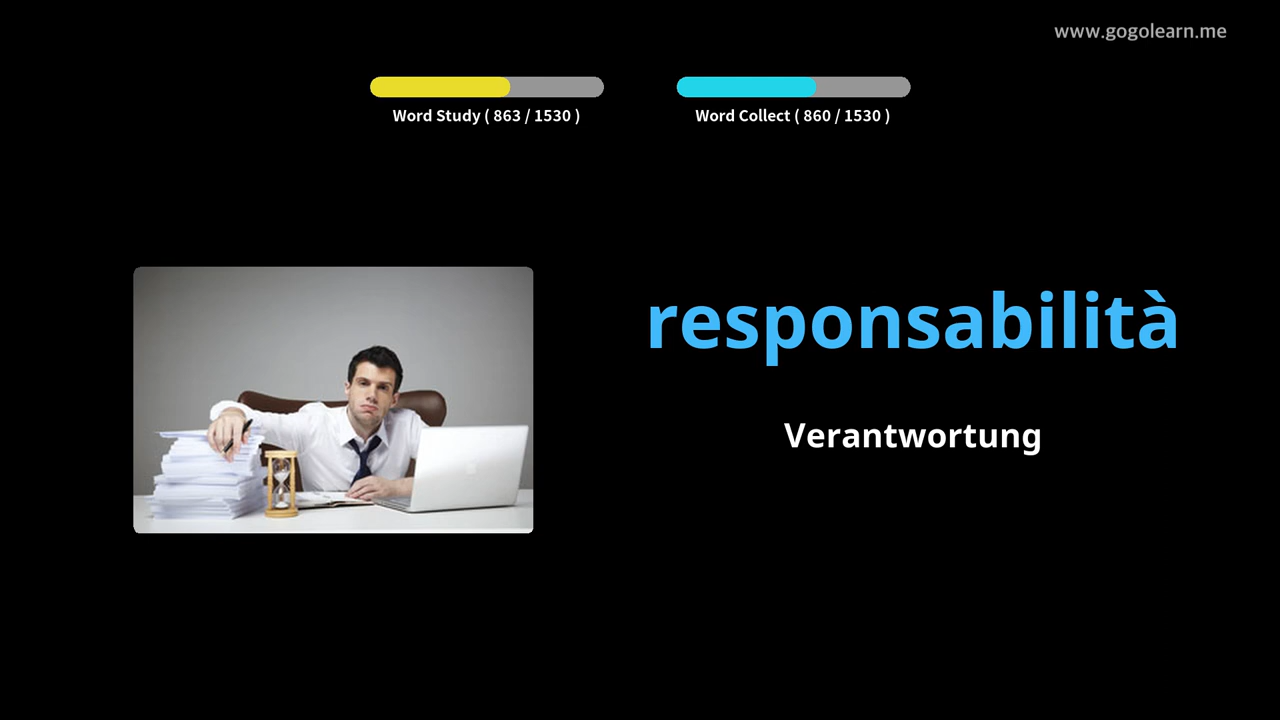 www.gogolearn.me
Word Study ( 863 / 1530 )
Word Collect ( 860 / 1530 )
responsabilità
Verantwortung